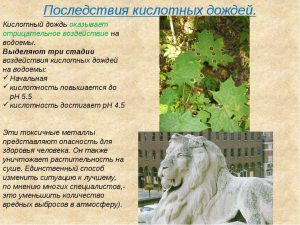 Последствия кислотных дождей.
Кислотный дождь оказывает
отрицательное воздействие на
водоемы.
Выделяют три стадии
воздействия кислотных дождей
на водоемы:
✓ Начальная
✓ кислотность повышается до
рН 5.5
✓ кислотность достигает рН 4.5
Эти токсичные металлы
представляют опасность для
здоровья человека. Он также
уничтожает растительность на
суше. Единственный способ
изменить ситуацию к лучшему,
по мнению многих специалистов,-
это уменьшить количество
вредных выбросов в атмосферу).